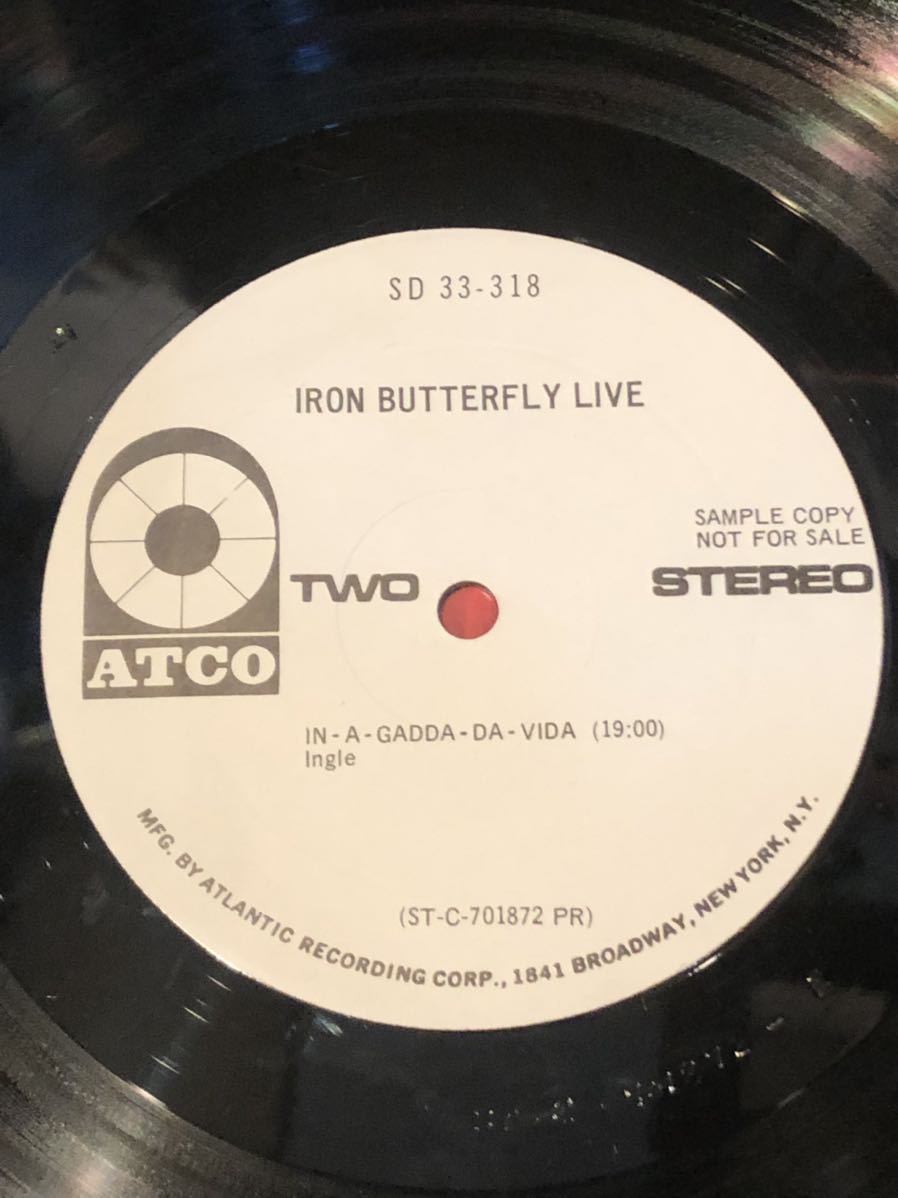 SD 33-318
IRON BUTTERFLY LIVE
SAMPLE COPY
NOT FOR SALE
TWO
STEREO
ATCO
IN-A-GADDA-DA-VIDA (19:00)
Ingle
(ST-C-701872 PR)
MFG. BY ATLANTIC RECORDING CORP., 1841 BROADWAY, NEW YORK, N.Y.